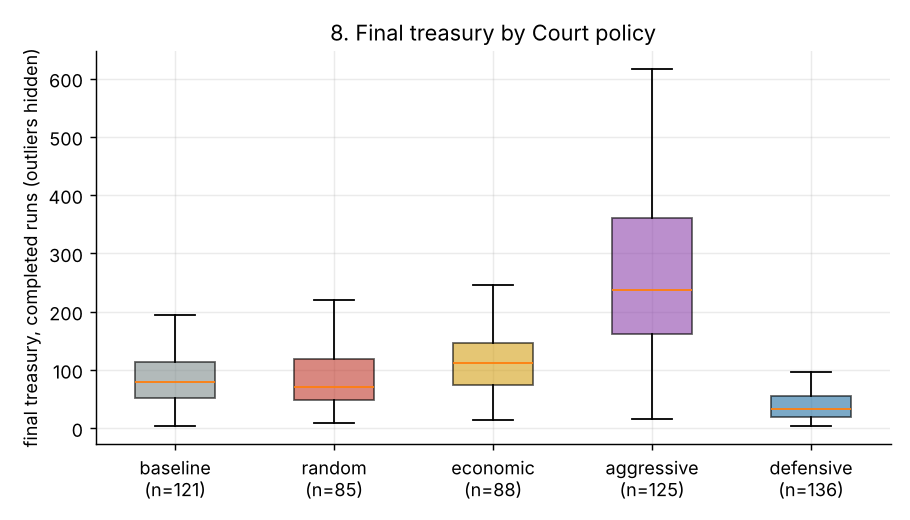 8. Final treasury by Court policy
final treasury, completed runs (outliers hidden)
600
500
400
300
200
100
0
baseline
(n=121)
random
(n=85)
economic
(n=88)
aggressive
(n=125)
defensive
(n=136)